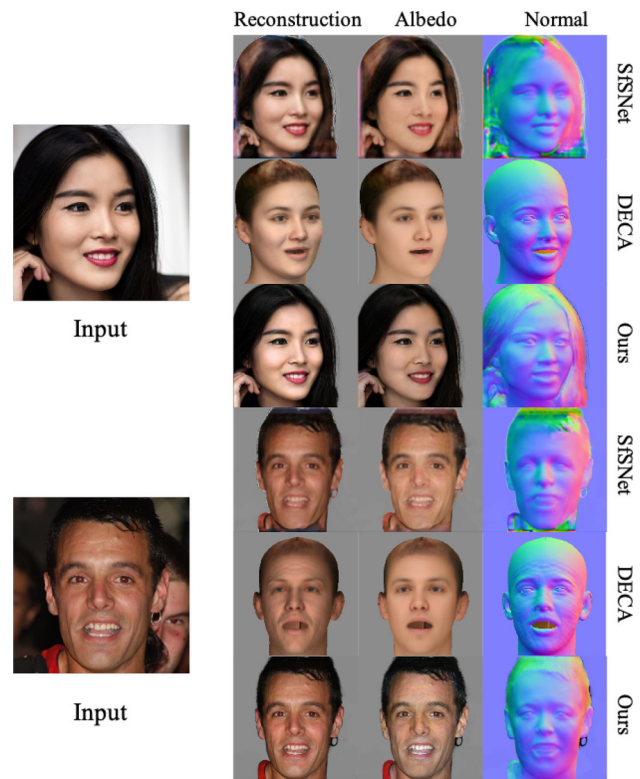 Reconstruction Albedo Normal
SfSNet
DECA
Input
Ours
SfSNet
DECA
Input
Ours